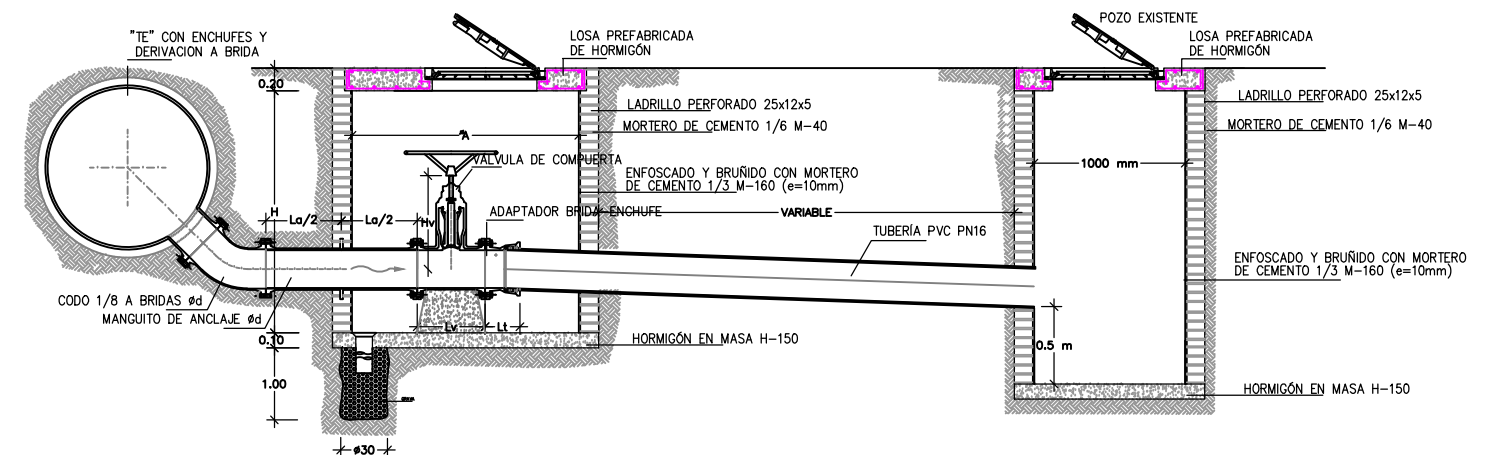 "TE" CON ENCHUFES Y
DERIVACION A BRIDA
LOSA PREFABRICADA
DE HORMIGÓN
POZO EXISTENTE
LOSA PREFABRICADA
DE HORMIGÓN
0.20
LADRILLO PERFORADO 25x12x5
MORTERO DE CEMENTO 1/6 M-40
LADRILLO PERFORADO 25x12x5
MORTERO DE CEMENTO 1/6 M-40
"A
VALVULA DE COMPUERTA
ENFOSCADO Y BRUÑIDO CON MORTERO
DE CEMENTO 1/3 M-160 (e=10mm)
1000 mm
H
La/2
La/2
Hv
ADAPTADOR BRIDA-ENCHUFE
VARIABLE
TUBERÍA PVC PN16
ENFOSCADO Y BRUÑIDO CON MORTERO
DE CEMENTO 1/3 M-160 (e=10mm)
CODO 1/8 A BRIDAS ød
MANGUITO DE ANCLAJE ød
Lv
Lt
0.10
HORMIGÓN EN MASA H-150
0.5 m
1.00
HORMIGÓN EN MASA H-150
ø30